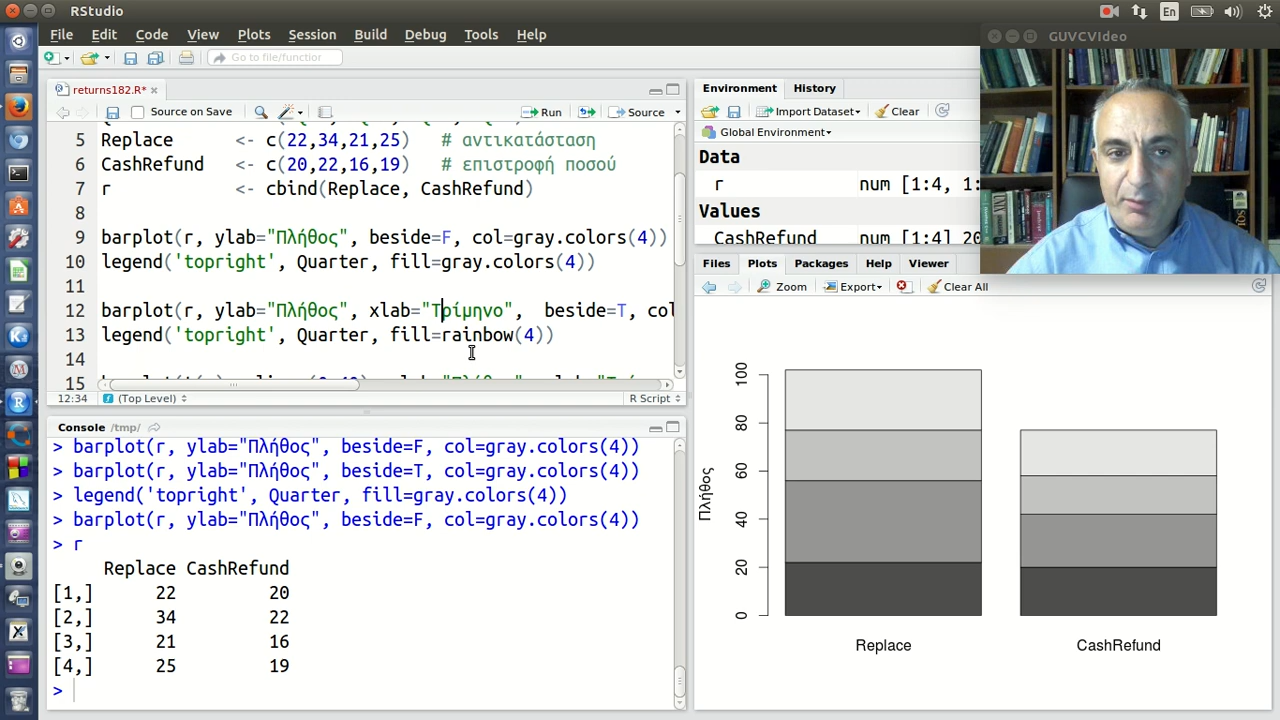 RStudio
En
File Edit Code View Plots Session Build Debug Tools Help
GUVCVIdeo
Go to file/function
returns182.R*
Source on Save
Run
Source
5 Replace <- c(22,34,21,25) # αντικατάσταση
6 CashRefund <- c(20,22,16,19) # επιστροφή ποσού
7 r <- cbind(Replace, CashRefund)
8
9 barplot(r, ylab="Πλήθος", beside=F, col=gray.colors(4))
10 legend('topright', Quarter, fill=gray.colors(4))
11
12 barplot(r, ylab="Πλήθος", xlab="Τρίμηνο", beside=T, col
13 legend('topright', Quarter, fill=rainbow(4))
14
15
12:34 (Top Level) R Script
Console /tmp/
> barplot(r, ylab="Πλήθος", beside=F, col=gray.colors(4))
> barplot(r, ylab="Πλήθος", beside=T, col=gray.colors(4))
> legend('topright', Quarter, fill=gray.colors(4))
> barplot(r, ylab="Πλήθος", beside=F, col=gray.colors(4))
> r
Replace CashRefund
[1,] 22 20
[2,] 34 22
[3,] 21 16
[4,] 25 19
>
Environment History
Import Dataset Clear
Global Environment
Data
r num [1:4, 1:
Values
CashRefund num [1:4] 20
Files Plots Packages Help Viewer
Zoom Export Clear All
100
80
60
40
20
0
Πλήθος
Replace CashRefund